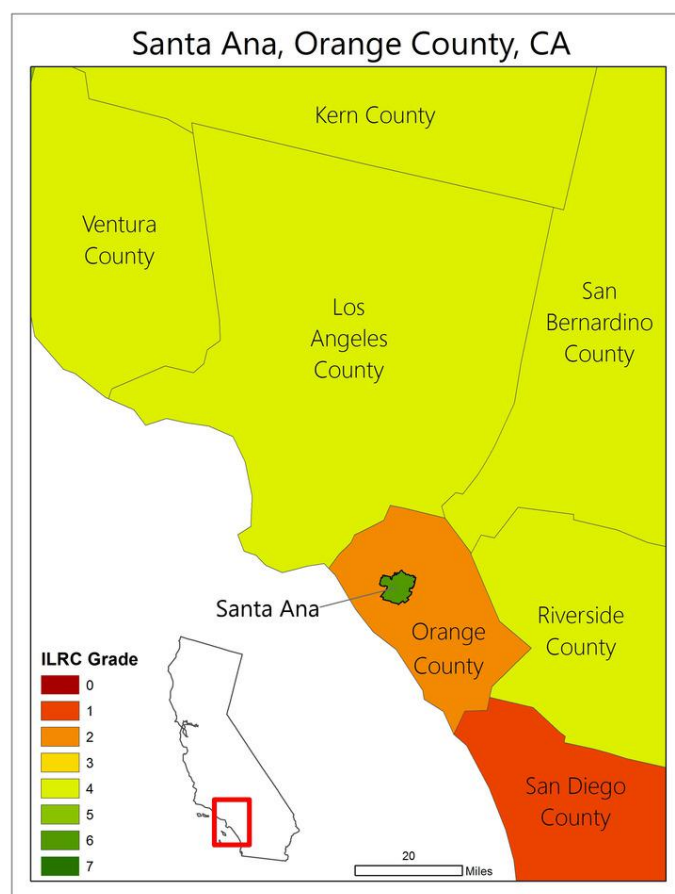 Santa Ana, Orange County, CA
Kern County
Ventura
County
Los
Angeles
County
San
Bernardino
County
Santa Ana
Orange
County
Riverside
County
San Diego
County
ILRC Grade
0
1
2
3
4
5
6
7
20
Miles